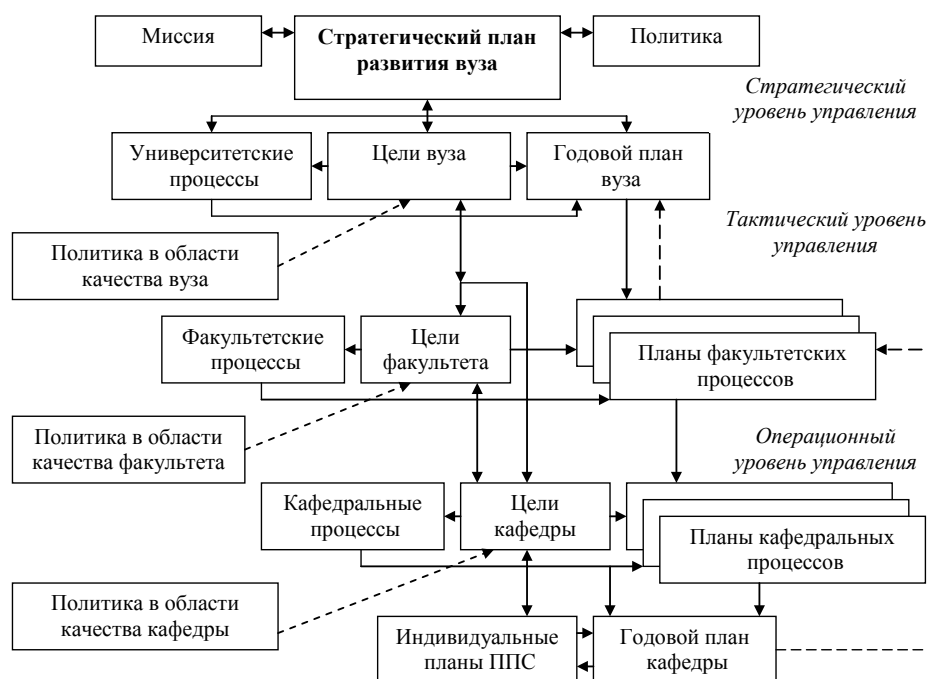 Миссия
Стратегический план
развития вуза
Политика
Стратегический
уровень управления
Университетские
процессы
Цели вуза
Годовой план
вуза
Тактический уровень
управления
Политика в области
качества вуза
Факультетские
процессы
Цели
факультета
Планы факультетских
процессов
Политика в области
качества факультета
Операционный
уровень управления
Кафедральные
процессы
Цели
кафедры
Планы кафедральных
процессов
Политика в области
качества кафедры
Индивидуальные
планы ППС
Годовой план
кафедры